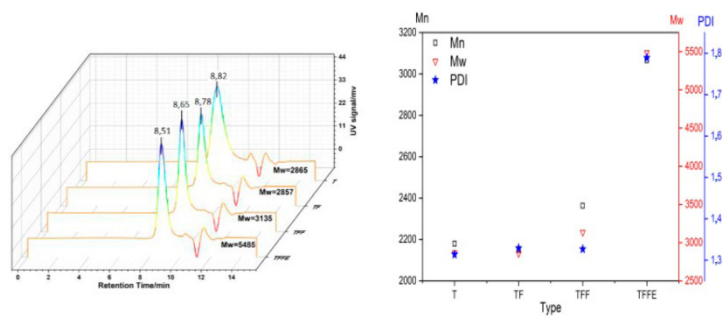 44
33
22
11
0
UV signal/mv
8,82
8,78
8,65
8,51
Mw=2865
Mw=2857
Mw=3135
Mw=5485
T
TF
TFF
TFFE
0 2 4 6 8 10 12 14
Retention Time/min
Mn Mw PDI
3200
3000
2800
2600
2400
2200
2000
Mn
Mw
PDI
5500
5000
4500
4000
3500
3000
2500
1,8
1,7
1,6
1,5
1,4
1,3
T TF TFF TFFE
Type